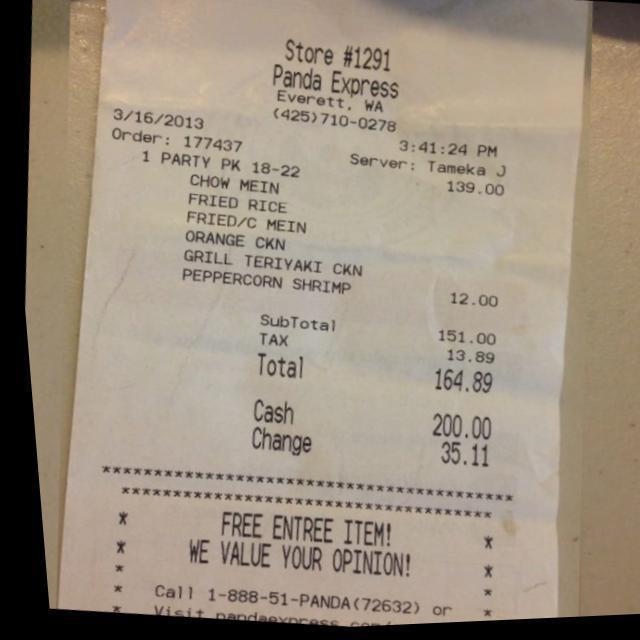 Store #1291
Panda Express
Everett, WA
(425)710-0278
3/16/2013 3:41:24 PM
Order: 177437 Server: Tameka J
1 PARTY PK 18-22 139.00
CHOW MEIN
FRIED RICE
FRIED/C MEIN
ORANGE CKN
GRILL TERIYAKI CKN
PEPPERCORN SHRIMP 12.00
SubTotal 151.00
TAX 13.89
Total 164.89
Cash 200.00
Change 35.11
****************************************
************************************
* FREE ENTREE ITEM! *
* WE VALUE YOUR OPINION! *
* *
* Call 1-888-51-PANDA(72632) or *
* Visit pandaexpress.com